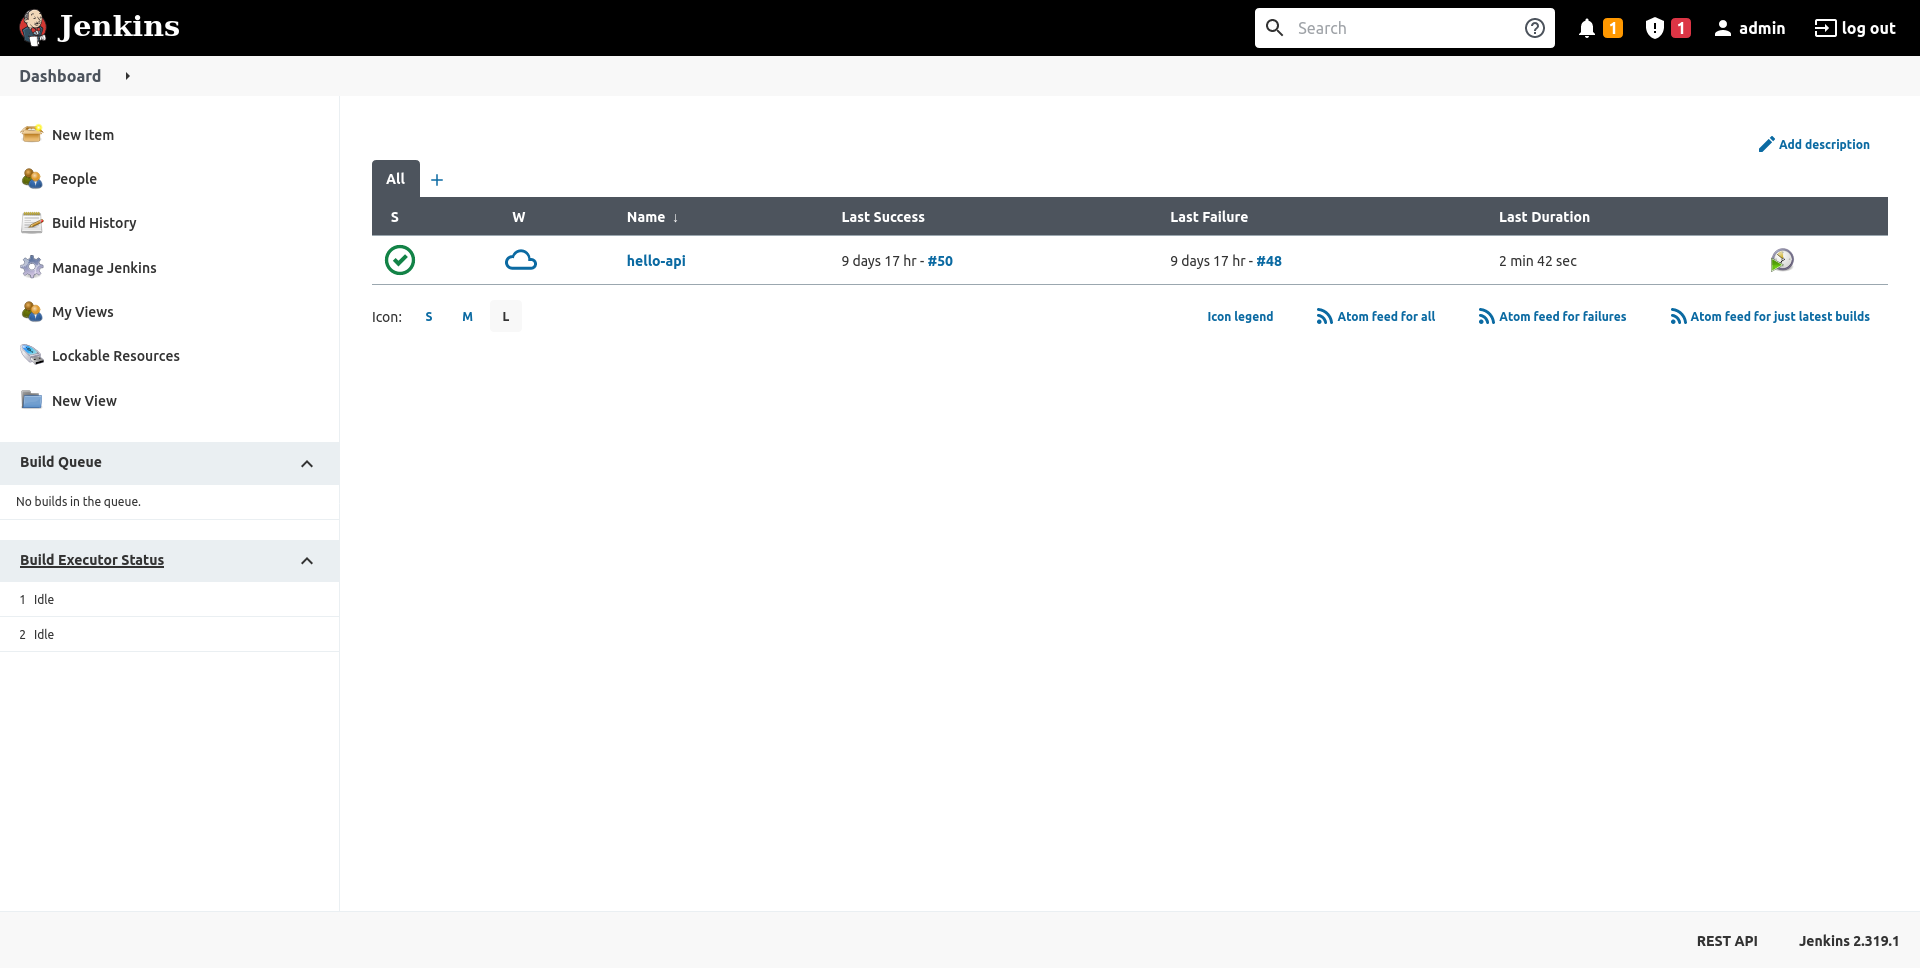 Jenkins
Search
1
1
admin
log out
Dashboard
New Item
People
Build History
Manage Jenkins
My Views
Lockable Resources
New View
Build Queue
No builds in the queue.
Build Executor Status
1 Idle
2 Idle
Add description
All +
S W Name ↓ Last Success Last Failure Last Duration
hello-api 9 days 17 hr - #50 9 days 17 hr - #48 2 min 42 sec
Icon: S M L
Icon legend Atom feed for all Atom feed for failures Atom feed for just latest builds
REST API Jenkins 2.319.1